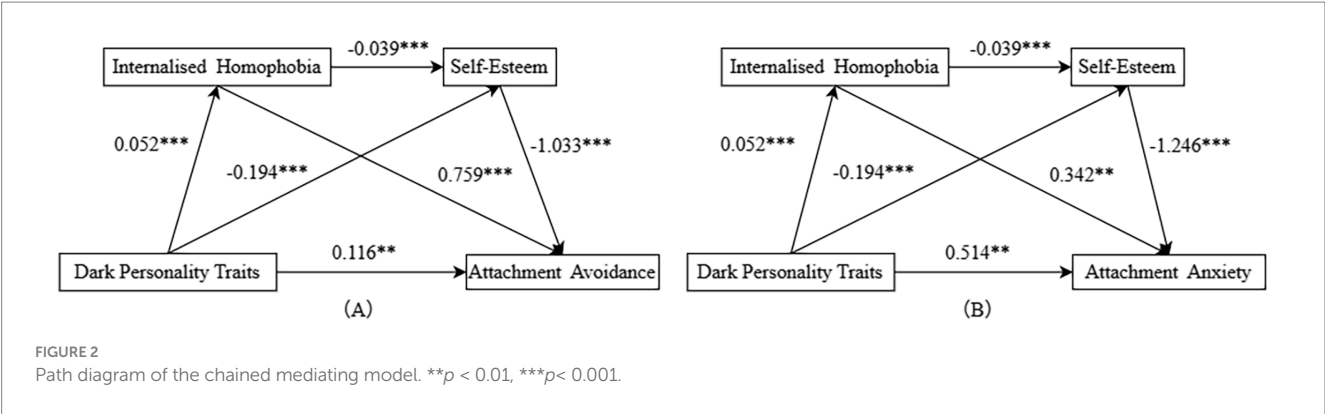 -0.039***
Internalised Homophobia
Self-Esteem
0.052***
-0.194***
0.759***
-1.033***
0.116**
Dark Personality Traits
Attachment Avoidance
(A)
-0.039***
Internalised Homophobia
Self-Esteem
0.052***
-0.194***
0.342**
-1.246***
0.514**
Dark Personality Traits
Attachment Anxiety
(B)
FIGURE 2
Path diagram of the chained mediating model. **p < 0.01, ***p< 0.001.